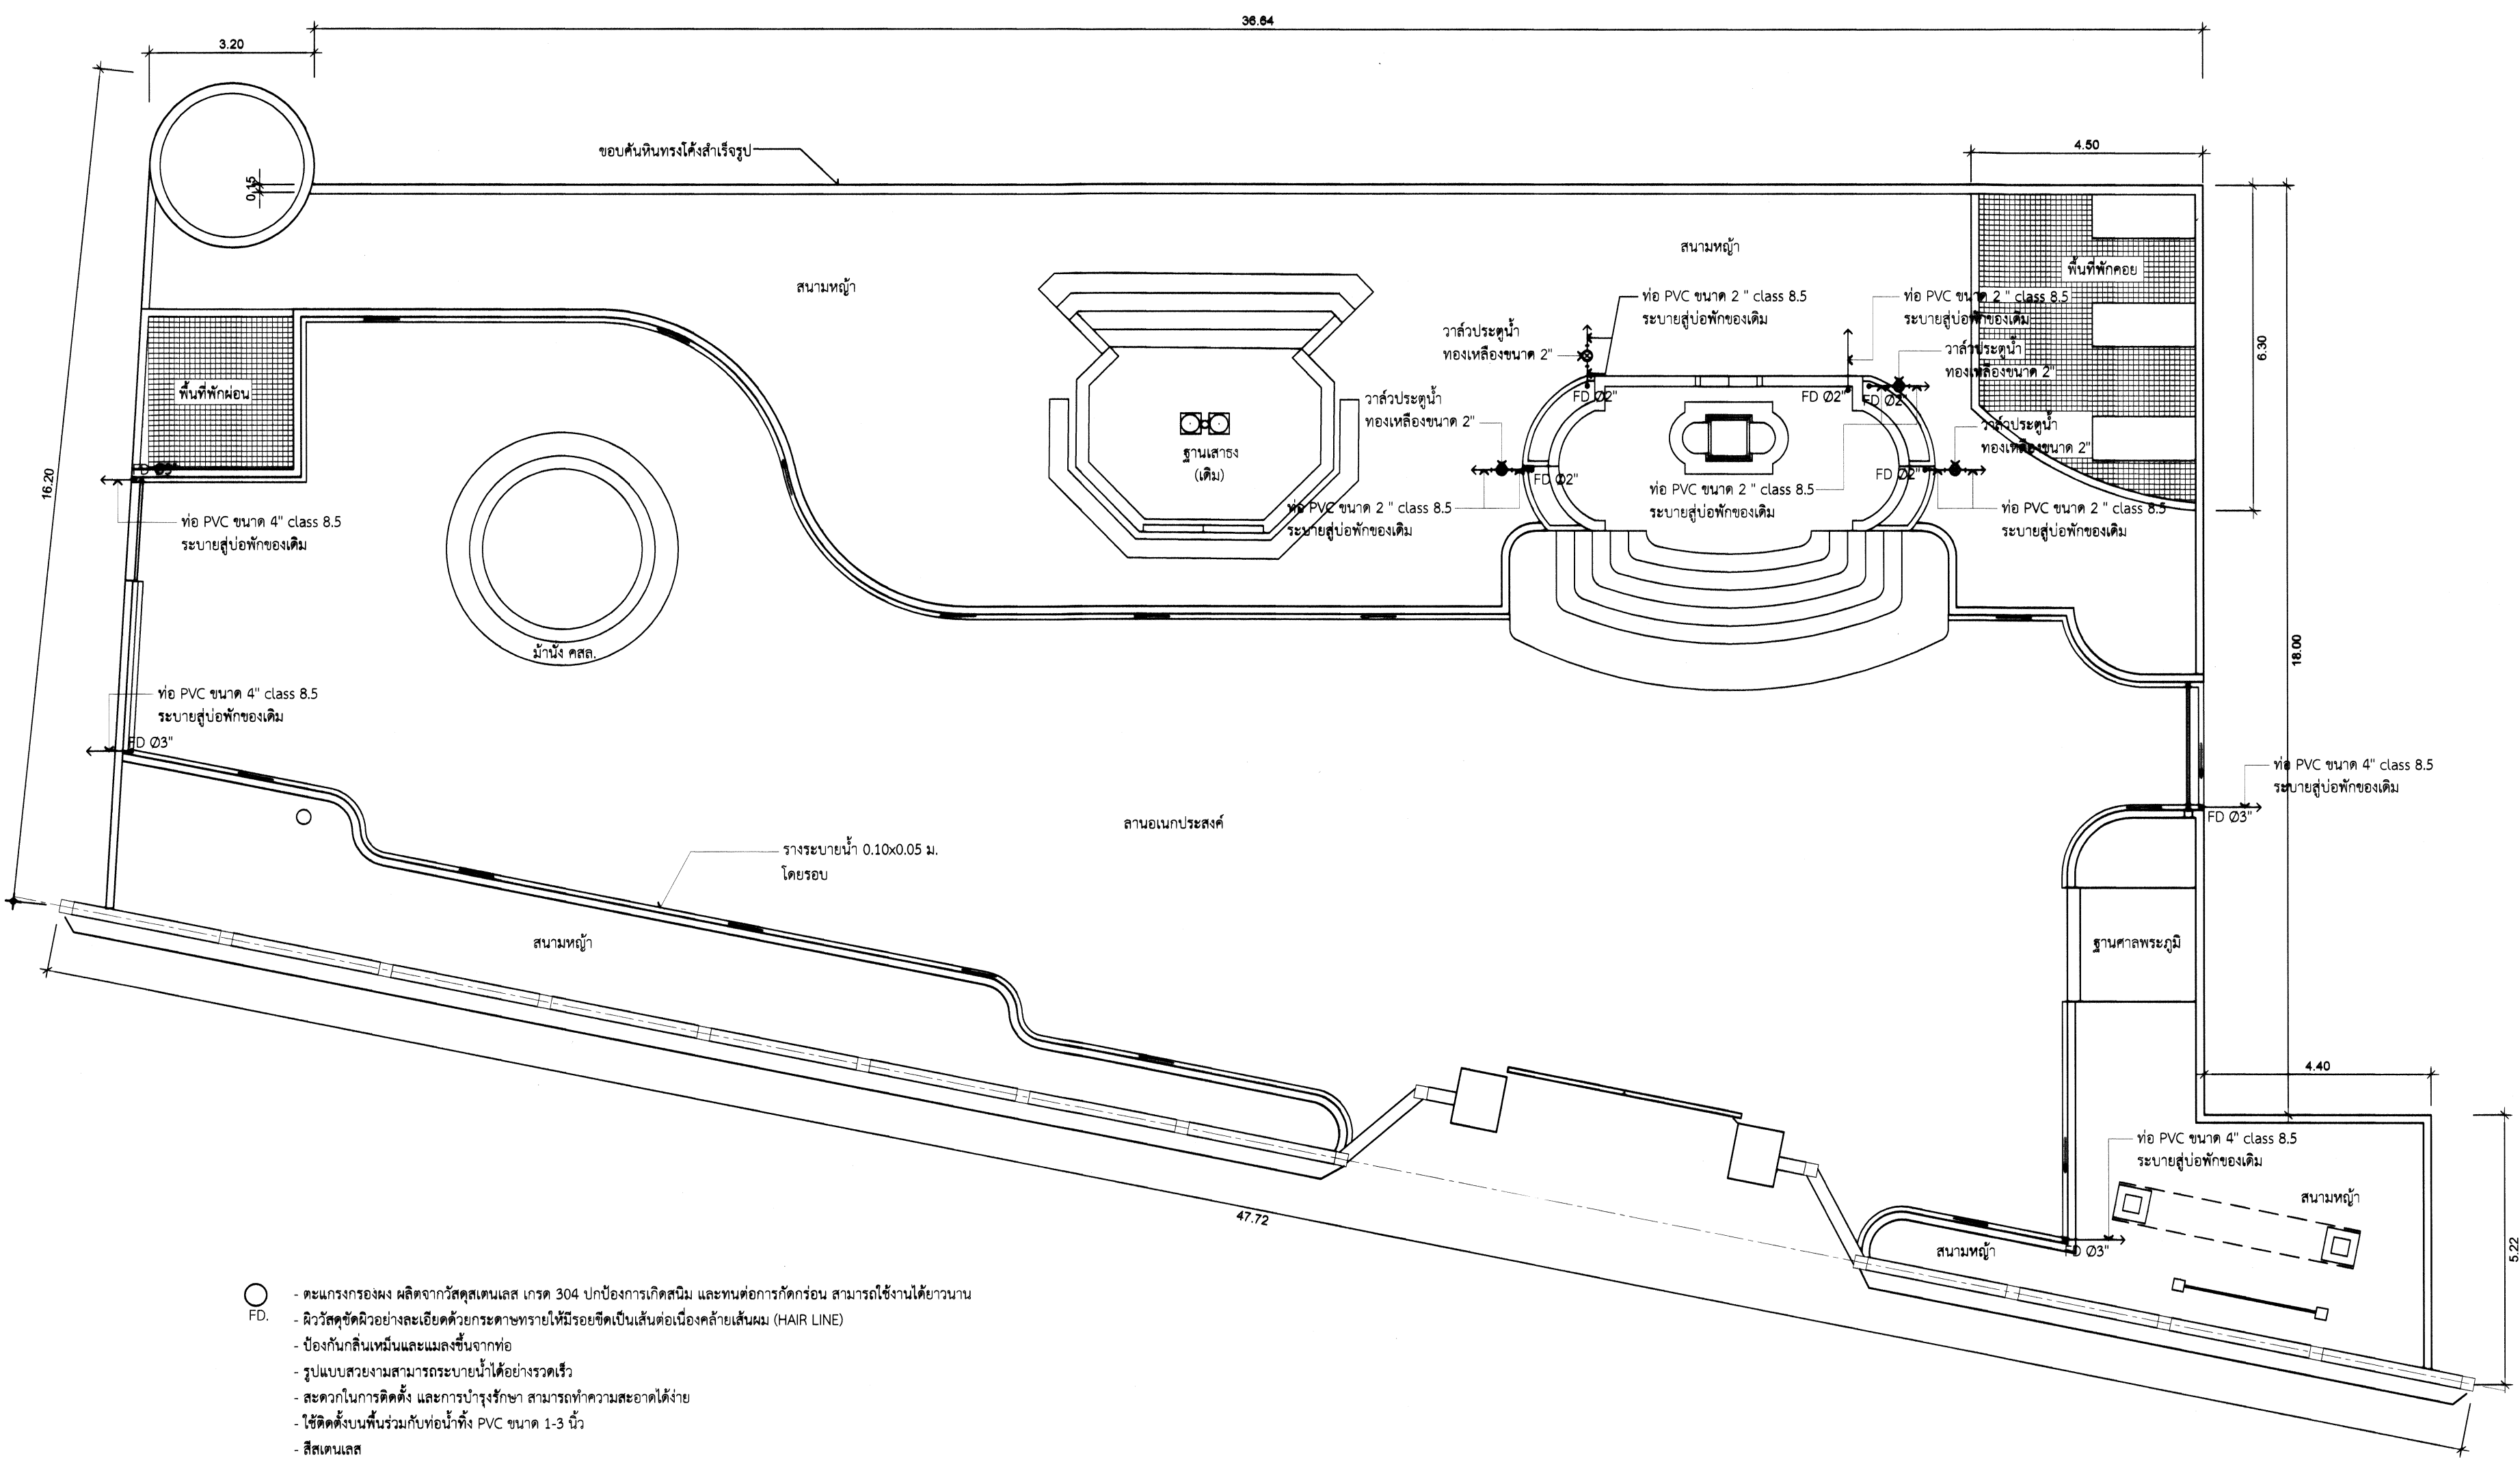 36.64
3.20
ขอบคันหินทรงโค้งสำเร็จรูป
4.50
0.15
สนามหญ้า
สนามหญ้า
พื้นที่พักคอย
ท่อ PVC ขนาด 2 " class 8.5
ระบายสู่บ่อพักของเดิม
ท่อ PVC ขนาด 2 " class 8.5
ระบายสู่บ่อพักของเดิม
วาล์วประตูน้ำ
ทองเหลืองขนาด 2"
วาล์วประตูน้ำ
ทองเหลืองขนาด 2"
6.30
พื้นที่พักผ่อน
FD Ø2"
FD Ø2"
FD Ø2"
วาล์วประตูน้ำ
ทองเหลืองขนาด 2"
วาล์วประตูน้ำ
ทองเหลืองขนาด 2"
ฐานเสาธง
(เดิม)
FD Ø3"
FD Ø2"
FD Ø2"
16.20
ท่อ PVC ขนาด 2 " class 8.5
ระบายสู่บ่อพักของเดิม
ท่อ PVC ขนาด 2 " class 8.5
ระบายสู่บ่อพักของเดิม
ท่อ PVC ขนาด 2 " class 8.5
ระบายสู่บ่อพักของเดิม
ท่อ PVC ขนาด 4" class 8.5
ระบายสู่บ่อพักของเดิม
ม้านั่ง คสล.
18.00
ท่อ PVC ขนาด 4" class 8.5
ระบายสู่บ่อพักของเดิม
FD Ø3"
ท่อ PVC ขนาด 4" class 8.5
ระบายสู่บ่อพักของเดิม
FD Ø3"
ลานอเนกประสงค์
รางระบายน้ำ 0.10x0.05 ม.
โดยรอบ
สนามหญ้า
ฐานศาลพระภูมิ
4.40
ท่อ PVC ขนาด 4" class 8.5
ระบายสู่บ่อพักของเดิม
สนามหญ้า
47.72
สนามหญ้า
FD Ø3"
5.22
FD.
- ตะแกรงกรองผง ผลิตจากวัสดุสเตนเลส เกรด 304 ปกป้องการเกิดสนิม และทนต่อการกัดกร่อน สามารถใช้งานได้ยาวนาน
- ผิววัสดุขัดผิวอย่างละเอียดด้วยกระดาษทรายให้มีรอยขีดเป็นเส้นต่อเนื่องคล้ายเส้นผม (HAIR LINE)
- ป้องกันกลิ่นเหม็นและแมลงขึ้นจากท่อ
- รูปแบบสวยงามสามารถระบายน้ำได้อย่างรวดเร็ว
- สะดวกในการติดตั้ง และการบำรุงรักษา สามารถทำความสะอาดได้ง่าย
- ใช้ติดตั้งบนพื้นร่วมกับท่อน้ำทิ้ง PVC ขนาด 1-3 นิ้ว
- สีสเตนเลส